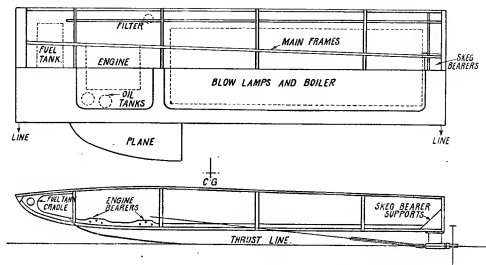 FILTER
MAIN FRAMES
FUEL
TANK
ENGINE
SKEG
BEARERS
BLOW LAMPS AND BOILER
OIL
TANKS
LINE
PLANE
LINE
CG
FUEL TANK
CRADLE
ENGINE
BEARERS
SKEG BEARER
SUPPORTS
THRUST LINE.